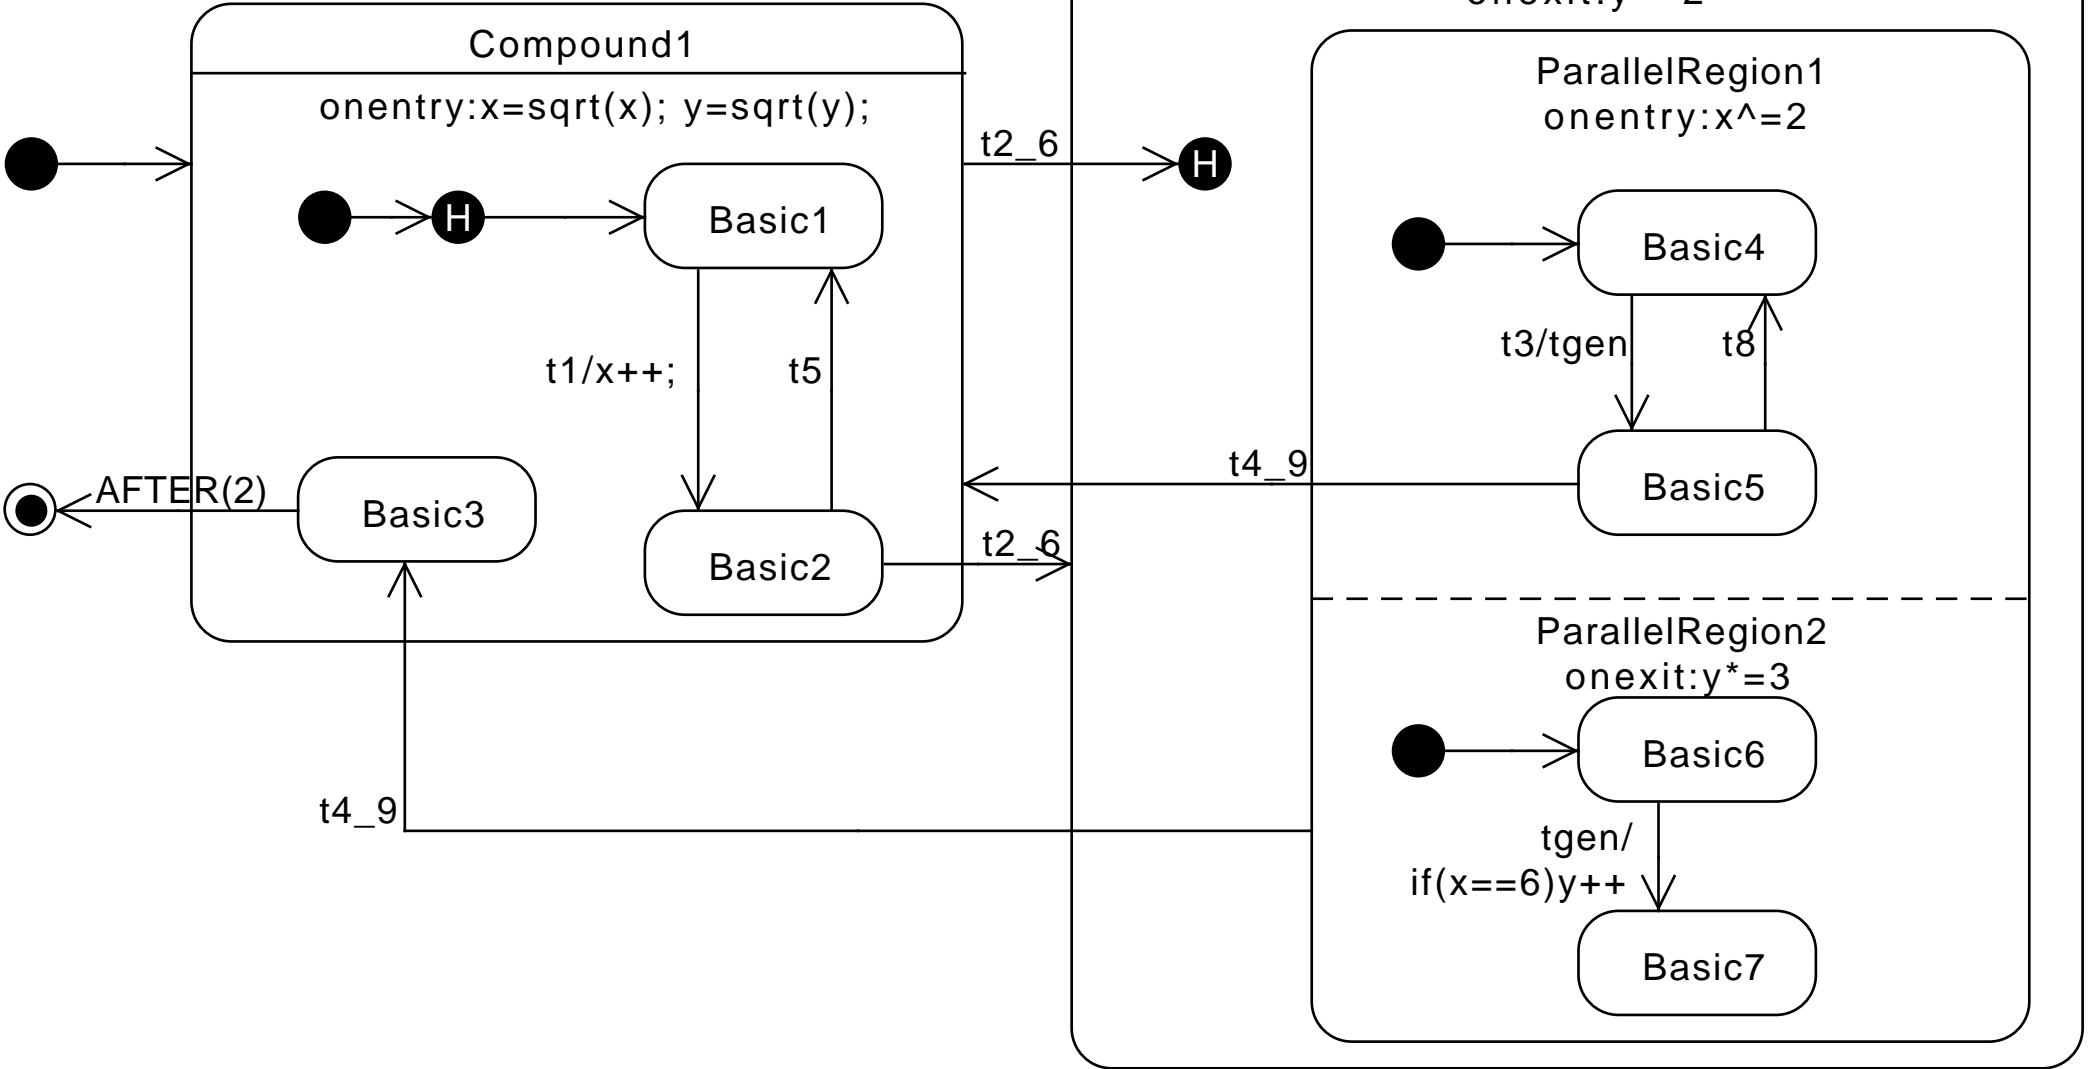 Compound1
onentry:x=sqrt(x); y=sqrt(y);
H
Basic1
t1/x++;
t5
Basic2
AFTER(2)
Basic3
t2_6
H
t2_6
t4_9
t4_9
ParallelRegion1
onentry:x^=2
Basic4
t3/tgen
t8
Basic5
ParallelRegion2
onexit:y*=3
Basic6
tgen/
if(x==6)y++
Basic7